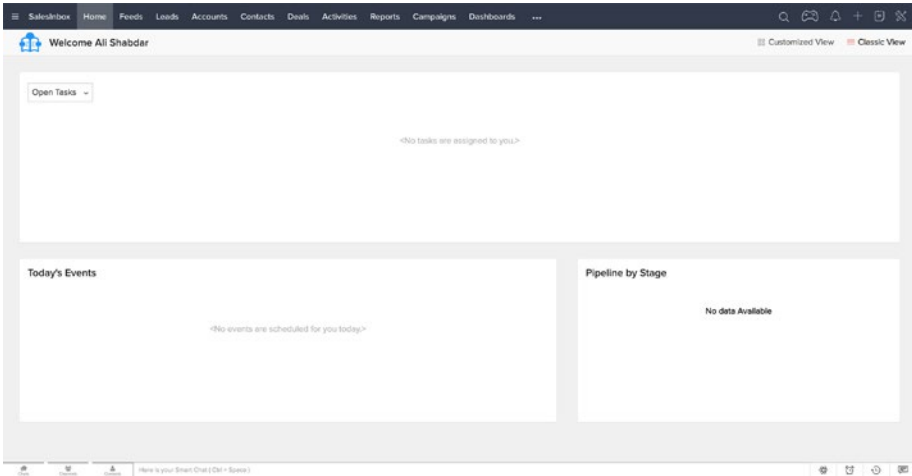 SalesInbox Home Feeds Leads Accounts Contacts Deals Activities Reports Campaigns Dashboards ...
Welcome Ali Shabdar Customized View Classic View
Open Tasks
<No tasks are assigned to you.>
Today's Events Pipeline by Stage
No data Available
<No events are scheduled for you today.>
Here is your Smart Chat ( Ctrl + Space )